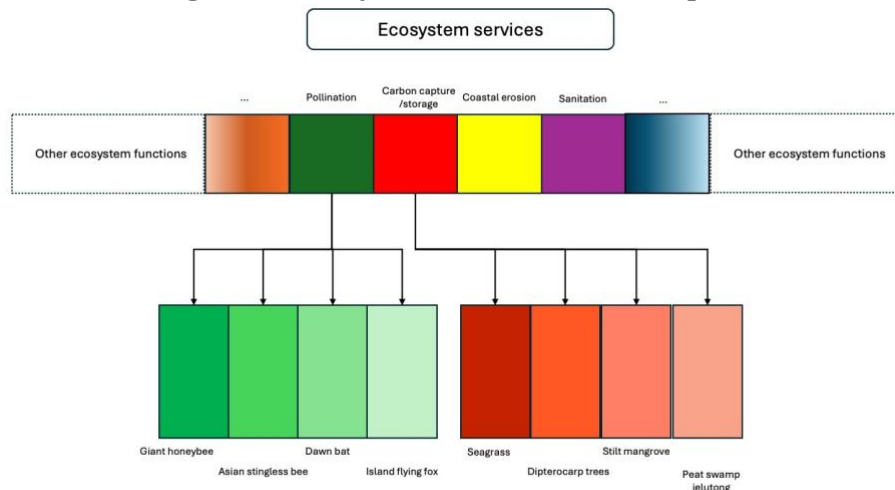 Ecosystem services
...
Pollination
Carbon capture
/storage
Coastal erosion
Sanitation
...
Other ecosystem functions
Other ecosystem functions
Giant honeybee
Asian stingless bee
Dawn bat
Island flying fox
Seagrass
Dipterocarp trees
Stilt mangrove
Peat swamp
jelutong